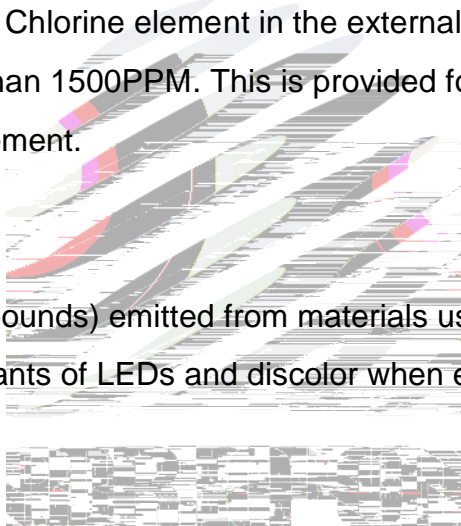 Chlorine element in the external
han 1500PPM. This is provided fo
ement.
ounds) emitted from materials us
ants of LEDs and discolor when e